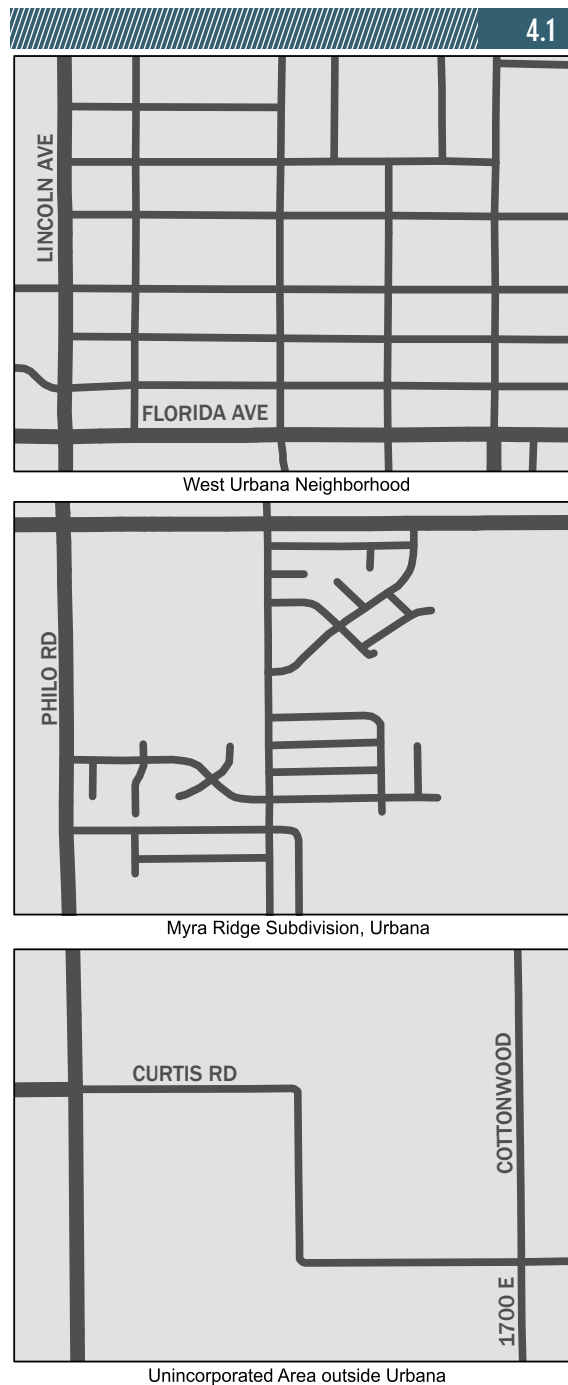 4.1
LINCOLN AVE
FLORIDA AVE
West Urbana Neighborhood
PHILO RD
Myra Ridge Subdivision, Urbana
CURTIS RD
COTTONWOOD
1700 E
Unincorporated Area outside Urbana